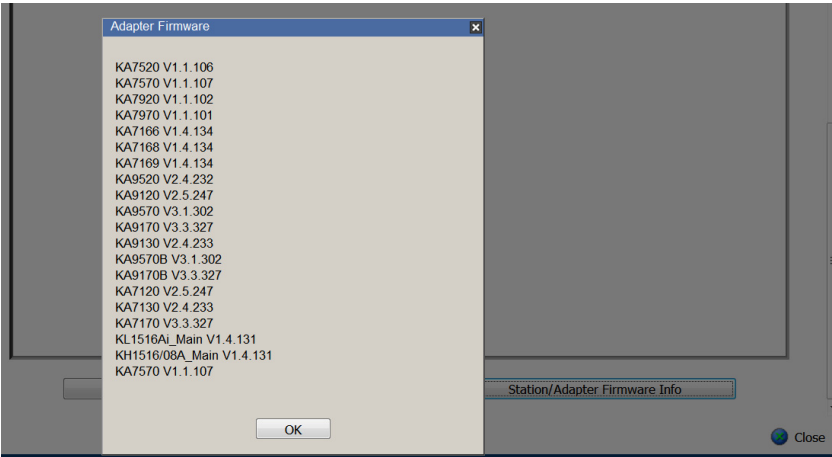 Adapter Firmware
KA7520 V1.1.106
KA7570 V1.1.107
KA7920 V1.1.102
KA7970 V1.1.101
KA7166 V1.4.134
KA7168 V1.4.134
KA7169 V1.4.134
KA9520 V2.4.232
KA9120 V2.5.247
KA9570 V3.1.302
KA9170 V3.3.327
KA9130 V2.4.233
KA9570B V3.1.302
KA9170B V3.3.327
KA7120 V2.5.247
KA7130 V2.4.233
KA7170 V3.3.327
KL1516Ai_Main V1.4.131
KH1516/08A_Main V1.4.131
KA7570 V1.1.107
Station/Adapter Firmware Info
OK
Close